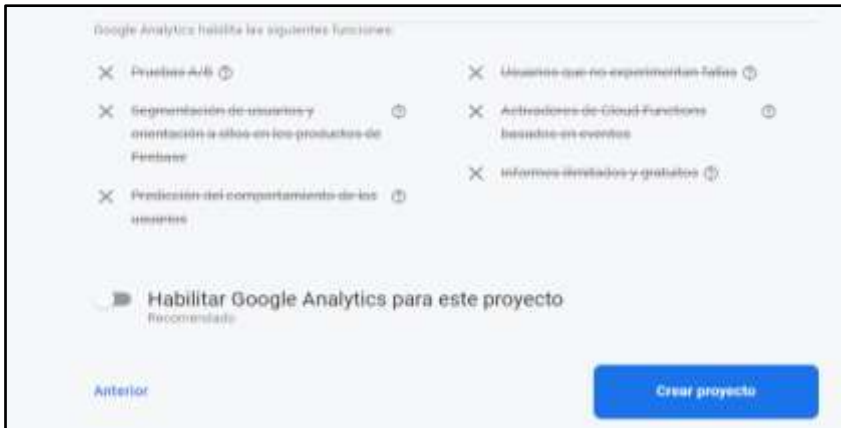 Google Analytics habilita las siguientes funciones:
Pruebas A/B
Segmentación de usuarios y
orientación a ellos en los productos de
Firebase
Predicción del comportamiento de los
usuarios
Usuarios que no experimentan fallas
Activadores de Cloud Functions
basados en eventos
Informes ilimitados y gratuitos
Habilitar Google Analytics para este proyecto
Recomendado
Anterior
Crear proyecto